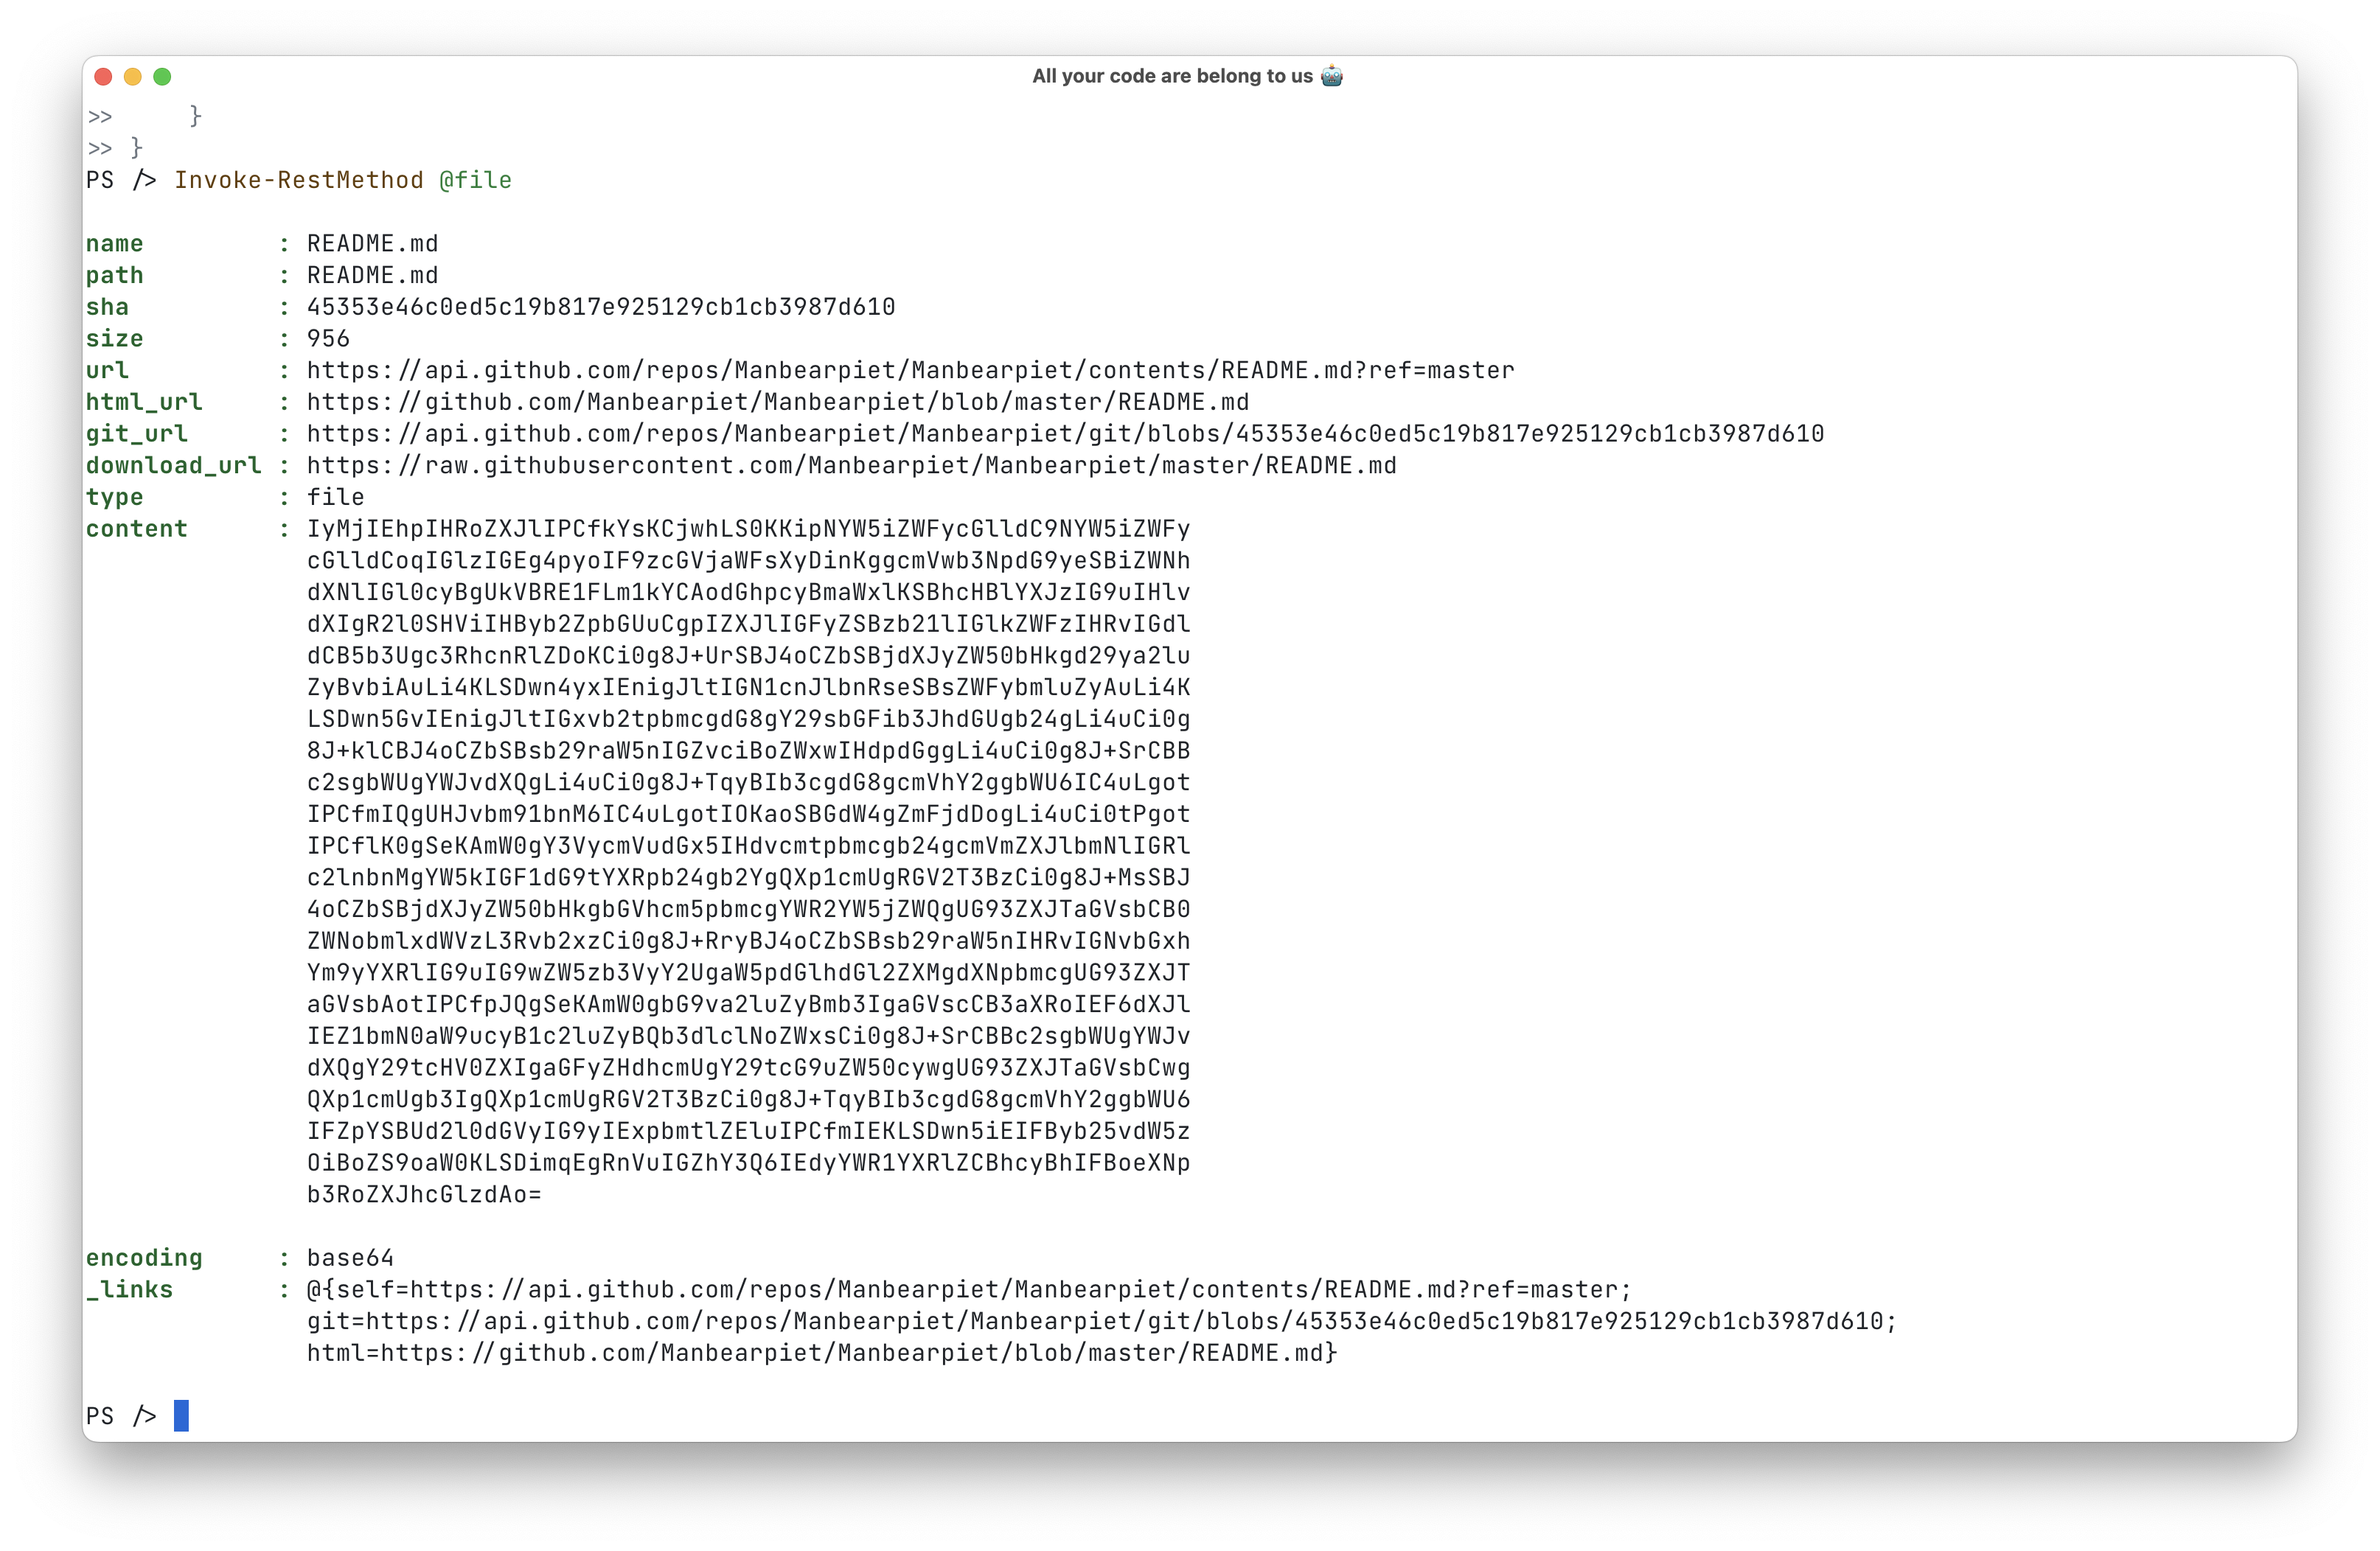 All your code are belong to us 🤖
>>     }
>> }
PS /> Invoke-RestMethod @file
name         : README.md
path         : README.md
sha          : 45353e46c0ed5c19b817e925129cb1cb3987d610
size         : 956
url          : https://api.github.com/repos/Manbearpiet/Manbearpiet/contents/README.md?ref=master
html_url     : https://github.com/Manbearpiet/Manbearpiet/blob/master/README.md
git_url      : https://api.github.com/repos/Manbearpiet/Manbearpiet/git/blobs/45353e46c0ed5c19b817e925129cb1cb3987d610
download_url : https://raw.githubusercontent.com/Manbearpiet/Manbearpiet/master/README.md
type         : file
content      : IyMjIEhpIHRoZXJlIPCfkYsKCjwhLS0KKipNYW5iZWFycGlldC9NYW5iZWFy
cGlldCoqIGlzIGEg4pyoIF9zcGVjaWFsXyDinKggcmVwb3NpdG9yeSBiZWNh
dXNlIGl0cyBgUkVBRE1FLm1kYCAodGhpcyBmaWxlKSBhcHBlYXJzIG9uIHlv
dXIgR2l0SHViIHByb2ZpbGUuCgpIZXJlIGFyZSBzb21lIGlkZWFzIHRvIGdl
dCB5b3Ugc3RhcnRlZDoKCi0g8J+UrSBJ4oCZbSBjdXJyZW50bHkgd29ya2lu
ZyBvbiAuLi4KLSDwn4yxIEnigJltIGN1cnJlbnRseSBsZWFybmluZyAuLi4K
LSDwn5GvIEnigJltIGxvb2tpbmcgdG8gY29sbGFib3JhdGUgb24gLi4uCi0g
8J+klCBJ4oCZbSBsb29raW5nIGZvciBoZWxwIHdpdGggLi4uCi0g8J+SrCBB
c2sgbWUgYWJvdXQgLi4uCi0g8J+TqyBIb3cgdG8gcmVhY2ggbWU6IC4uLgot
IPCfmIQgUHJvbm91bnM6IC4uLgotIOKaoSBGdW4gZmFjdDogLi4uCi0tPgot
IPCflK0gSeKAmW0gY3VycmVudGx5IHdvcmtpbmcgb24gcmVmZXJlbmNlIGRl
c2lnbnMgYW5kIGF1dG9tYXRpb24gb2YgQXp1cmUgRGV2T3BzCi0g8J+MsSBJ
4oCZbSBjdXJyZW50bHkgbGVhcm5pbmcgYWR2YW5jZWQgUG93ZXJTaGVsbCB0
ZWNobmlxdWVzL3Rvb2xzCi0g8J+RryBJ4oCZbSBsb29raW5nIHRvIGNvbGxh
Ym9yYXRlIG9uIG9wZW5zb3VyY2UgaW5pdGlhdGl2ZXMgdXNpbmcgUG93ZXJT
aGVsbAotIPCfpJQgSeKAmW0gbG9va2luZyBmb3IgaGVscCB3aXRoIEF6dXJl
IEZ1bmN0aW9ucyB1c2luZyBQb3dlclNoZWxsCi0g8J+SrCBBc2sgbWUgYWJv
dXQgY29tcHV0ZXIgaGFyZHdhcmUgY29tcG9uZW50cywgUG93ZXJTaGVsbCwg
QXp1cmUgb3IgQXp1cmUgRGV2T3BzCi0g8J+TqyBIb3cgdG8gcmVhY2ggbWU6
IFZpYSBUd2l0dGVyIG9yIExpbmtlZEluIPCfmIEKLSDwn5iEIFByb25vdW5z
OiBoZS9oaW0KLSDimqEgRnVuIGZhY3Q6IEdyYWR1YXRlZCBhcyBhIFBoeXNp
b3RoZXJhcGlzdAo=
encoding     : base64
_links       : @{self=https://api.github.com/repos/Manbearpiet/Manbearpiet/contents/README.md?ref=master;
git=https://api.github.com/repos/Manbearpiet/Manbearpiet/git/blobs/45353e46c0ed5c19b817e925129cb1cb3987d610;
html=https://github.com/Manbearpiet/Manbearpiet/blob/master/README.md}
PS />